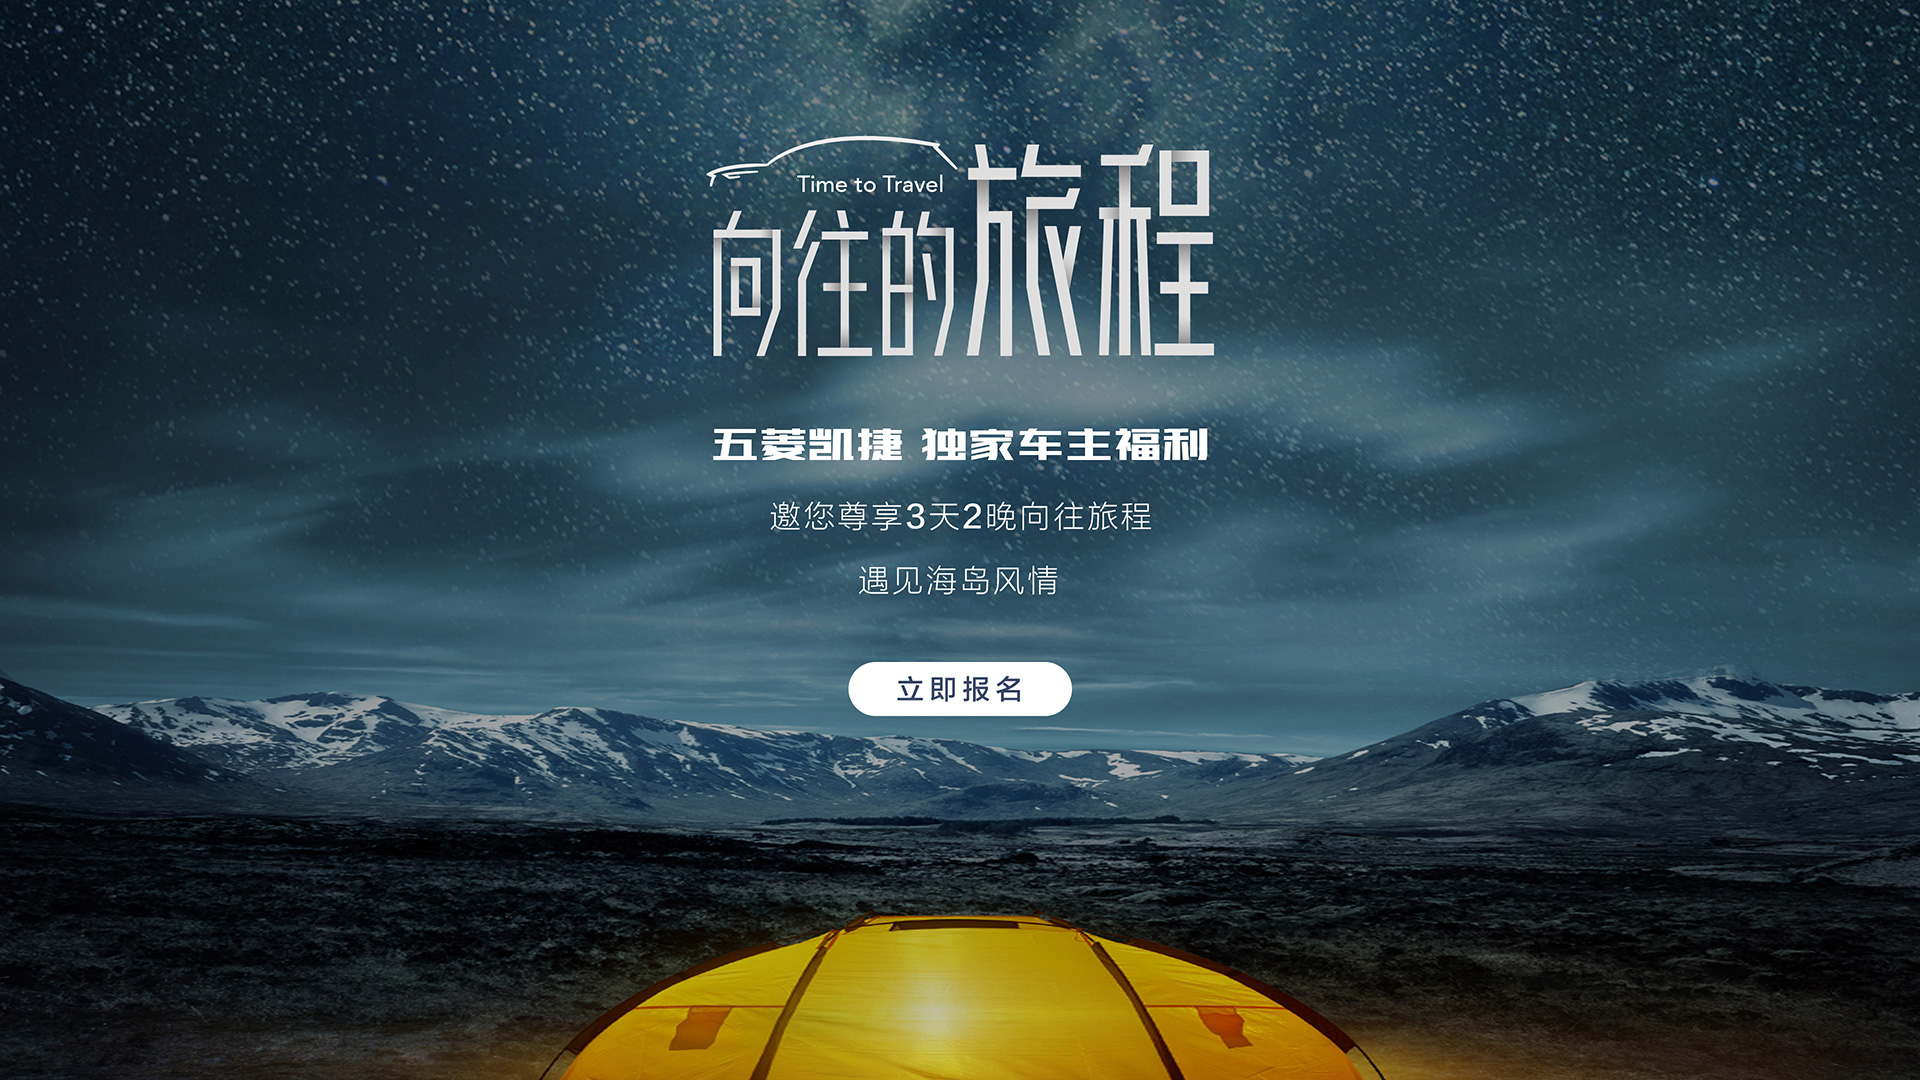 Time to Travel
向往的旅程
五菱凯捷 独家车主福利
邀您尊享3天2晚向往旅程
遇见海岛风情
立即报名